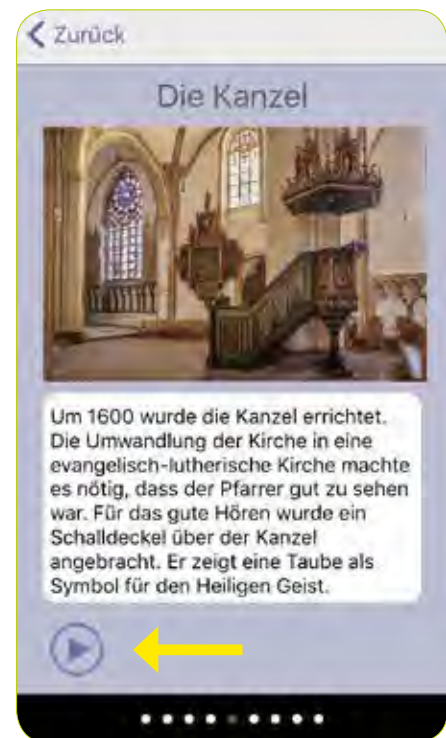 Zurück
Die Kanzel
Um 1600 wurde die Kanzel errichtet.
Die Umwandlung der Kirche in eine
evangelisch-lutherische Kirche machte
es nötig, dass der Pfarrer gut zu sehen
war. Für das gute Hören wurde ein
Schalldeckel über der Kanzel
angebracht. Er zeigt eine Taube als
Symbol für den Heiligen Geist.